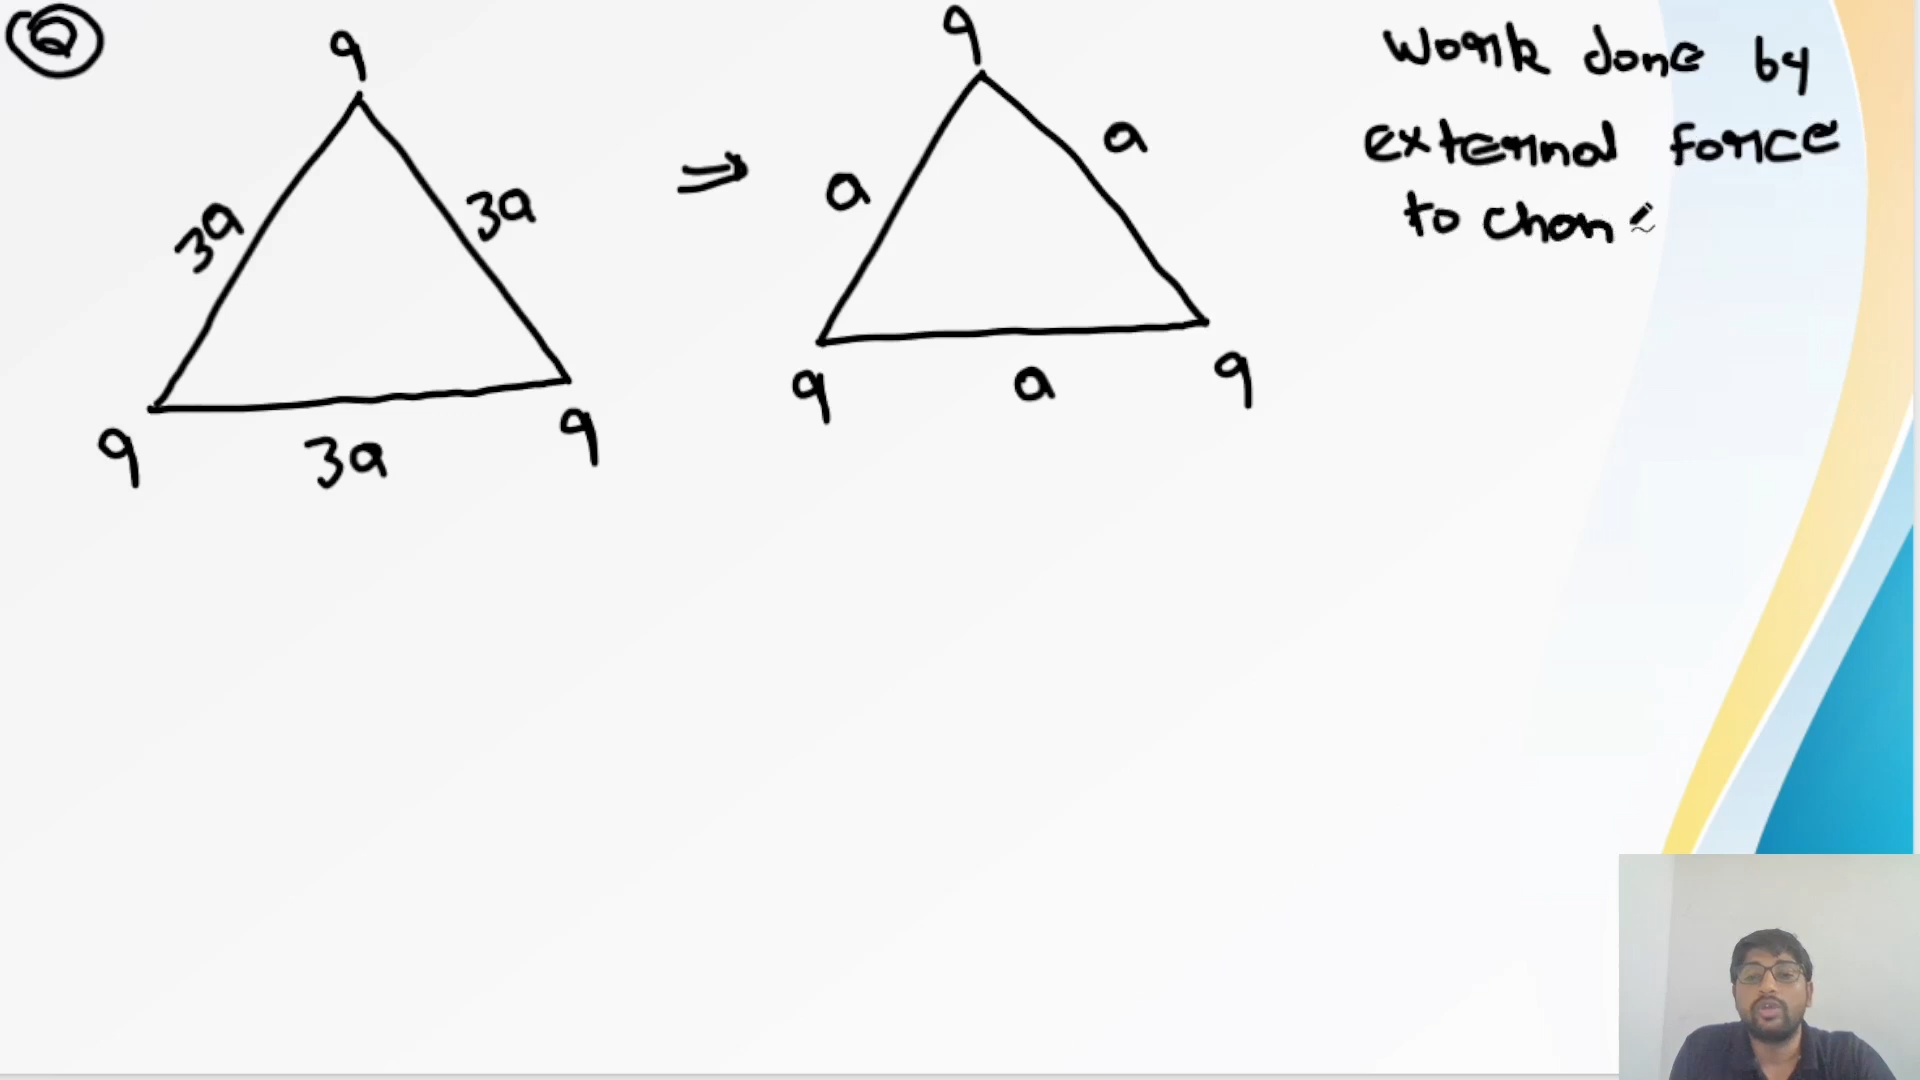 Q
q
3a
3a
q
3a
q
⇒
q
a
a
q
a
q
Work done by
external force
to chan